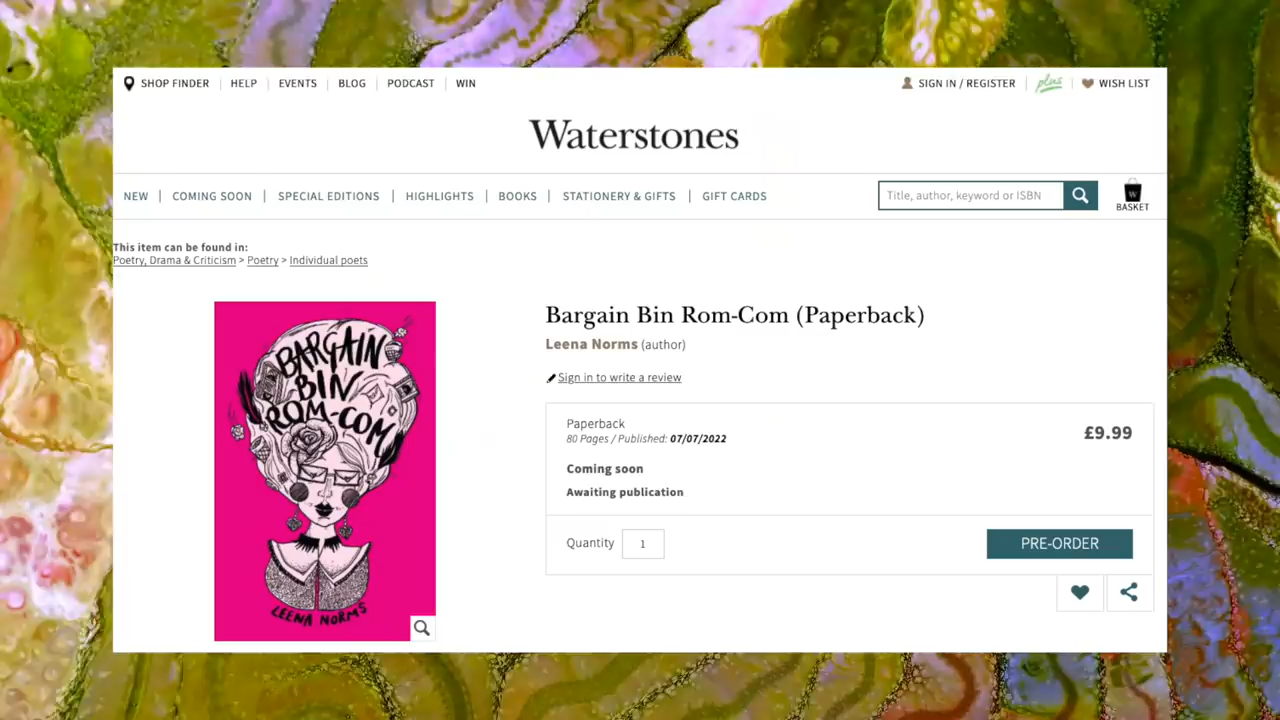 SHOP FINDER HELP EVENTS BLOG PODCAST WIN SIGN IN / REGISTER plus WISH LIST
Waterstones
NEW | COMING SOON | SPECIAL EDITIONS | HIGHLIGHTS | BOOKS | STATIONERY & GIFTS | GIFT CARDS Title, author, keyword or ISBN
W
BASKET
This item can be found in:
Poetry, Drama & Criticism > Poetry > Individual poets
BARGAIN
BIN
ROM-COM
LEENA NORMS
Bargain Bin Rom-Com (Paperback)
Leena Norms (author)
Sign in to write a review
Paperback
80 Pages / Published: 07/07/2022
£9.99
Coming soon
Awaiting publication
Quantity 1 PRE-ORDER